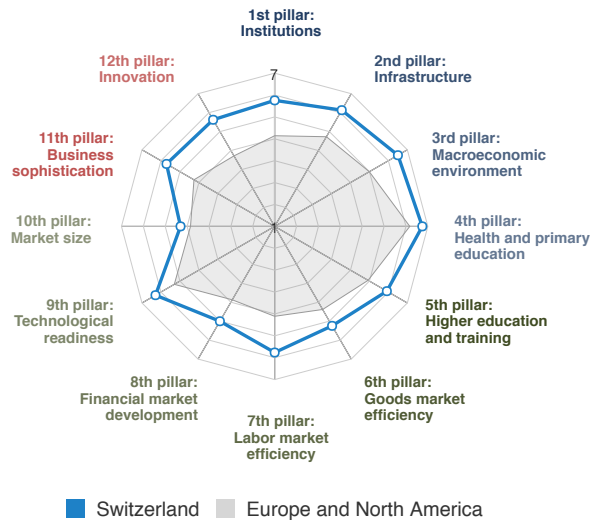 1st pillar:
Institutions
2nd pillar:
Infrastructure
3rd pillar:
Macroeconomic
environment
4th pillar:
Health and primary
education
5th pillar:
Higher education
and training
6th pillar:
Goods market
efficiency
7th pillar:
Labor market
efficiency
8th pillar:
Financial market
development
9th pillar:
Technological
readiness
10th pillar:
Market size
11th pillar:
Business
sophistication
12th pillar:
Innovation
7
1
Switzerland
Europe and North America